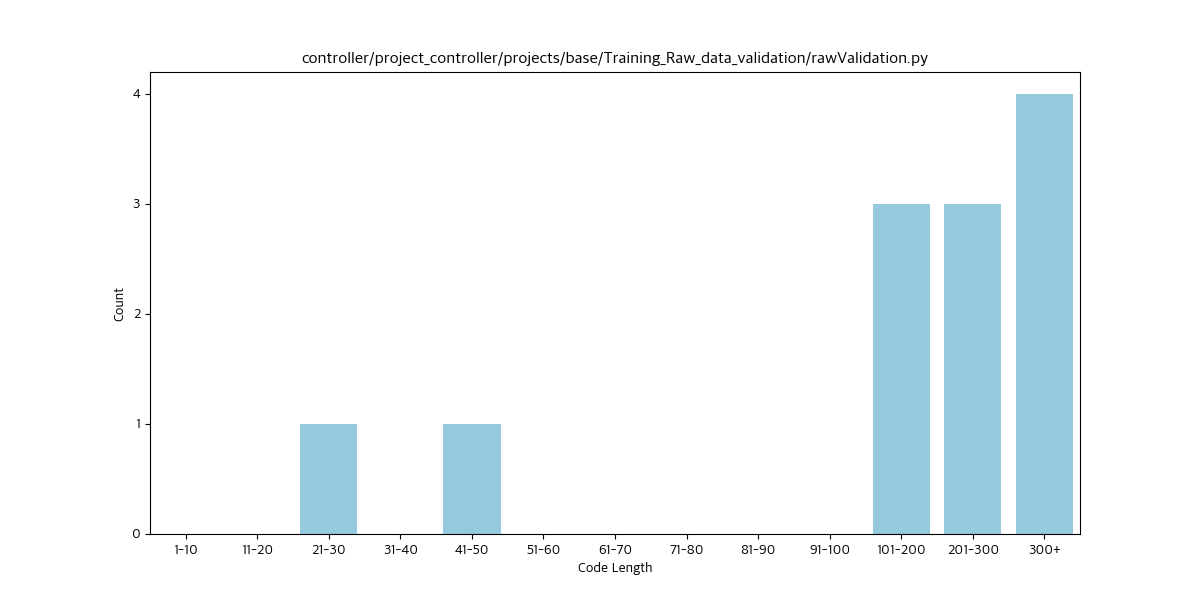 controller/project_controller/projects/base/Training_Raw_data_validation/rawValidation.py
Count
4
3
2
1
0
1-10 11-20 21-30 31-40 41-50 51-60 61-70 71-80 81-90 91-100 101-200 201-300 300+
Code Length